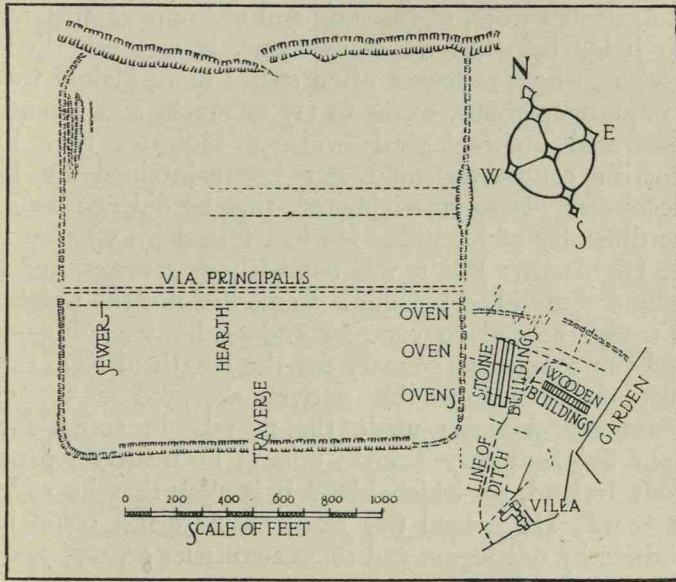 N
E
W
S
VIA PRINCIPALIS
SEWER
HEARTH
TRAVERSE
OVEN
OVEN
OVENS
STONE
BUILDINGS
WOODEN
BUILDINGS
GARDEN
LINE OF
DITCH
VILLA
0 200 400 600 800 1000
SCALE OF FEET